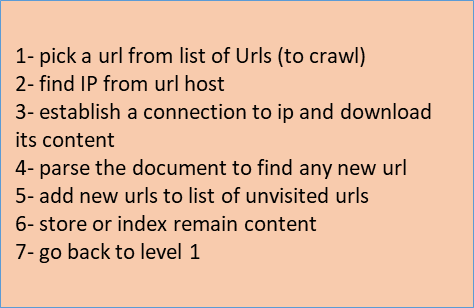 1- pick a url from list of Urls (to crawl)
2- find IP from url host
3- establish a connection to ip and download
its content
4- parse the document to find any new url
5- add new urls to list of unvisited urls
6- store or index remain content
7- go back to level 1